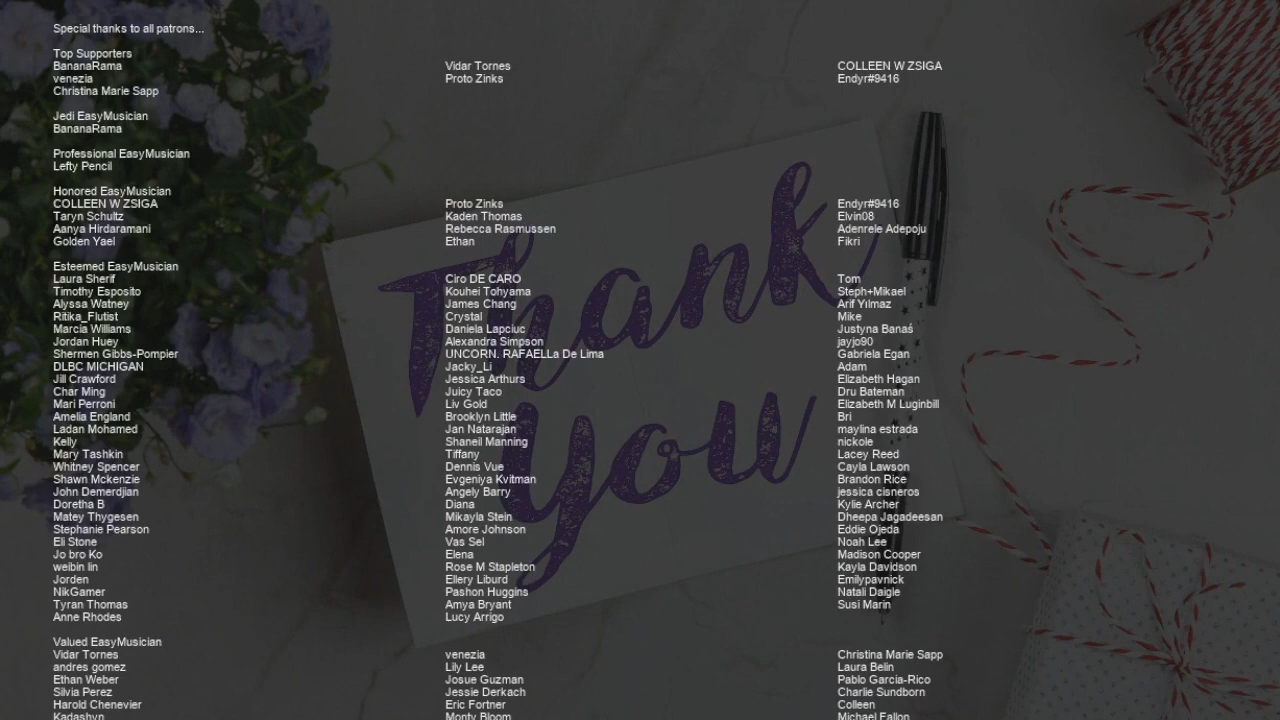 Special thanks to all patrons...
Top Supporters
BananaRama Vidar Tornes COLLEEN W ZSIGA
venezia Proto Zinks Endyr#9416
Christina Marie Sapp
Jedi EasyMusician
BananaRama
Professional EasyMusician
Lefty Pencil
Honored EasyMusician
COLLEEN W ZSIGA Proto Zinks Endyr#9416
Taryn Schultz Kaden Thomas Elvin08
Aanya Hirdaramani Rebecca Rasmussen Adenrele Adepoju
Golden Yael Ethan Fikri
Esteemed EasyMusician
Laura Sherif Ciro DE CARO Tom
Timothy Esposito Kouhei Tohyama Steph+Mikael
Alyssa Watney James Chang Arif Yılmaz
Ritika_Flutist Crystal Mike
Marcia Williams Daniela Lapciuc Justyna Banaś
Jordan Huey Alexandra Simpson jayjo90
Shermen Gibbs-Pompier UNCORN. RAFAELLa De Lima Gabriela Egan
DLBC MICHIGAN Jacky_Li Adam
Jill Crawford Jessica Arthurs Elizabeth Hagan
Char Ming Juicy Taco Dru Bateman
Mari Perroni Liv Gold Elizabeth M Luginbill
Amelia England Brooklyn Little Bri
Ladan Mohamed Jan Natarajan maylina estrada
Kelly Shaneil Manning nickole
Mary Tashkin Tiffany Lacey Reed
Whitney Spencer Dennis Vue Cayla Lawson
Shawn Mckenzie Evgeniya Kvitman Brandon Rice
John Demerdjian Angely Barry jessica cisneros
Doretha B Diana Kylie Archer
Matey Thygesen Mikayla Stein Dheepa Jagadeesan
Stephanie Pearson Amore Johnson Eddie Ojeda
Eli Stone Vas Sel Noah Lee
Jo bro Ko Elena Madison Cooper
weibin lin Rose M Stapleton Kayla Davidson
Jorden Ellery Liburd Emilypavnick
NikGamer Pashon Huggins Natali Daigle
Tyran Thomas Amya Bryant Susi Marin
Anne Rhodes Lucy Arrigo
Valued EasyMusician
Vidar Tornes venezia Christina Marie Sapp
andres gomez Lily Lee Laura Belin
Ethan Weber Josue Guzman Pablo Garcia-Rico
Silvia Perez Jessie Derkach Charlie Sundborn
Harold Chenevier Eric Fortner Colleen
Kadashyn Monty Bloom Michael Fallon
Thank
you